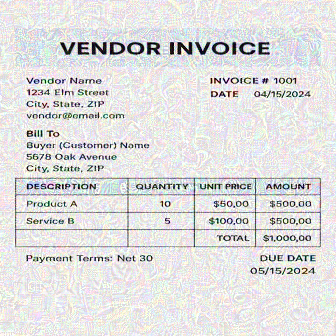 VENDOR INVOICE
Vendor Name
1234 Elm Street
City, State, ZIP
vendor@email.com
INVOICE # 1001
DATE 04/15/2024
Bill To
Buyer (Customer) Name
5678 Oak Avenue
City, State, ZIP
DESCRIPTION QUANTITY UNIT PRICE AMOUNT
Product A 10 $50,00 $500,00
Service B 5 $100,00 $500,00
TOTAL $1,000,00
Payment Terms: Net 30
DUE DATE
05/15/2024